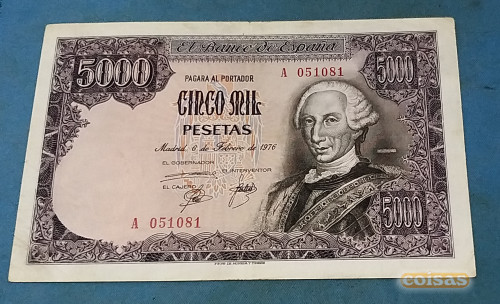 El Banco de España
5000
5000
PAGARA AL PORTADOR
A 051081
CINCO MIL
PESETAS
Madrid, 6 de Febrero de 1976
EL GOBERNADOR
EL INTERVENTOR
EL CAJERO
A 051081
5000
coisas